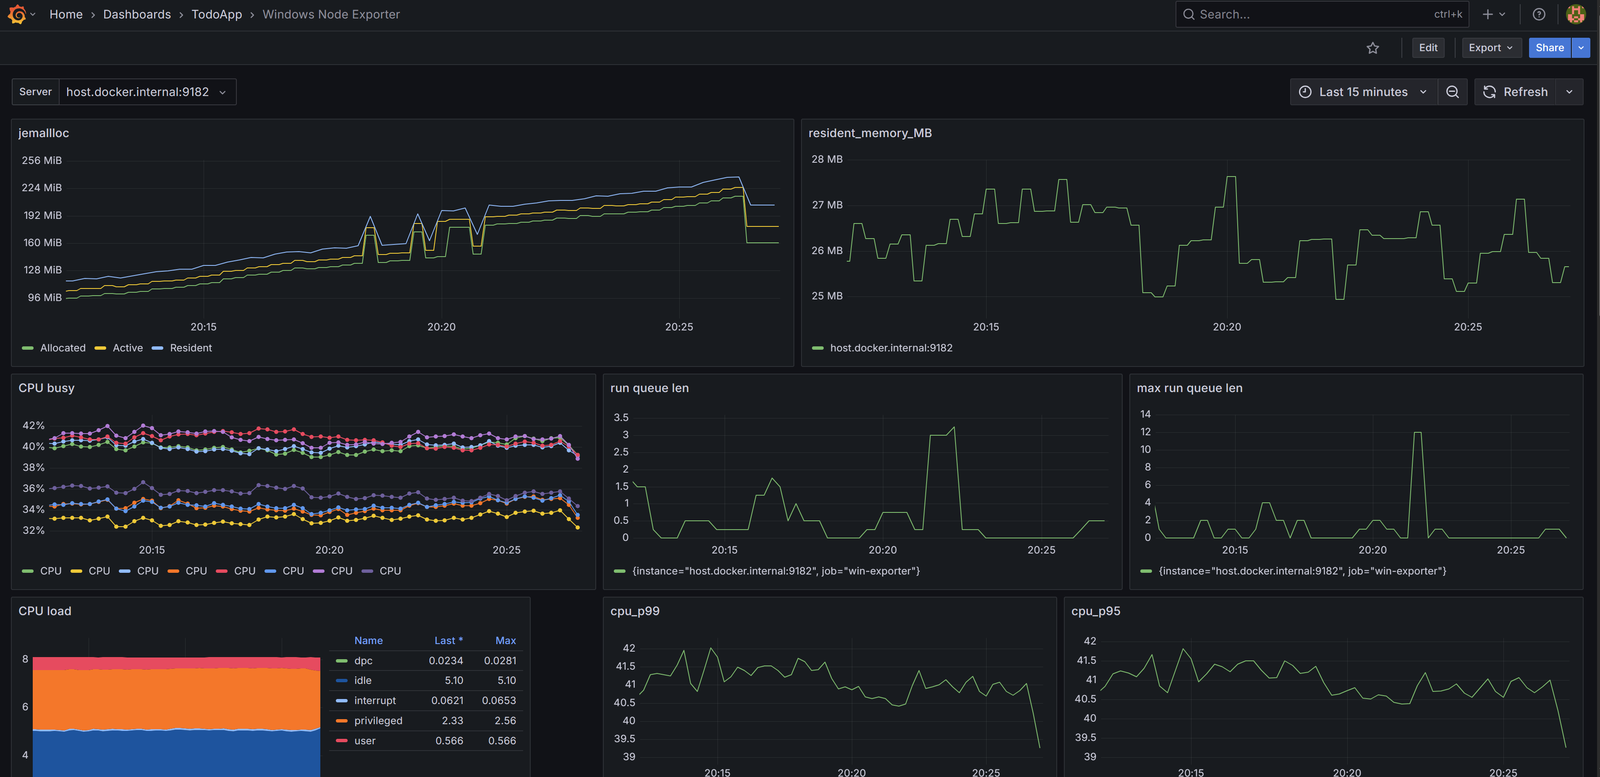 Home > Dashboards > TodoApp > Windows Node Exporter
Search... ctrl+k
Edit Export Share
Server host.docker.internal:9182
Last 15 minutes Refresh
jemallloc
256 MiB
224 MiB
192 MiB
160 MiB
128 MiB
96 MiB
20:15 20:20 20:25
Allocated Active Resident
resident_memory_MB
28 MB
27 MB
26 MB
25 MB
20:15 20:20 20:25
host.docker.internal:9182
CPU busy
42%
40%
38%
36%
34%
32%
20:15 20:20 20:25
CPU CPU CPU CPU CPU CPU CPU CPU
run queue len
3.5
3
2.5
2
1.5
1
0.5
0
20:15 20:20 20:25
{instance="host.docker.internal:9182", job="win-exporter"}
max run queue len
14
12
10
8
6
4
2
0
20:15 20:20 20:25
{instance="host.docker.internal:9182", job="win-exporter"}
CPU load
8
6
4
Name Last * Max
dpc 0.0234 0.0281
idle 5.10 5.10
interrupt 0.0621 0.0653
privileged 2.33 2.56
user 0.566 0.566
cpu_p99
42
41.5
41
40.5
40
39.5
39
20:15 20:20 20:25
cpu_p95
42
41.5
41
40.5
40
39.5
39
20:15 20:20 20:25